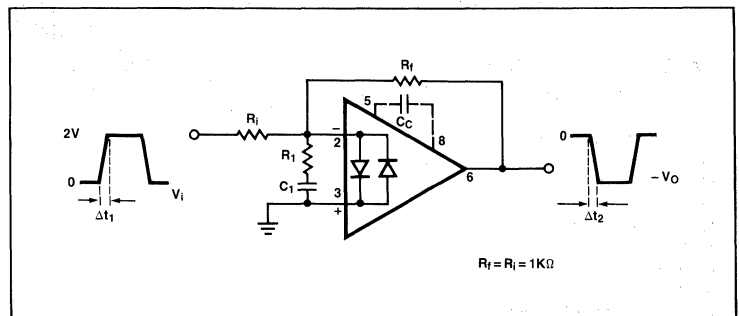 Rf
5
CC
8
Ri
2V
−
2
R1
0
6
C1
3
0
Vi
+
− VO
Δt1
Δt2
Rf = Ri = 1KΩ